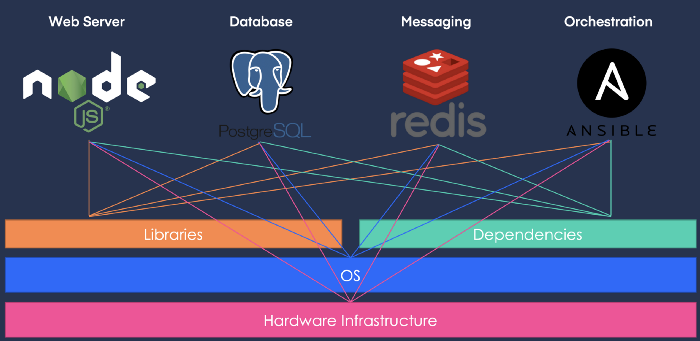 Web Server
Database
Messaging
Orchestration
node
JS®
PostgreSQL
redis
A
ANSIBLE
Libraries
Dependencies
OS
Hardware Infrastructure